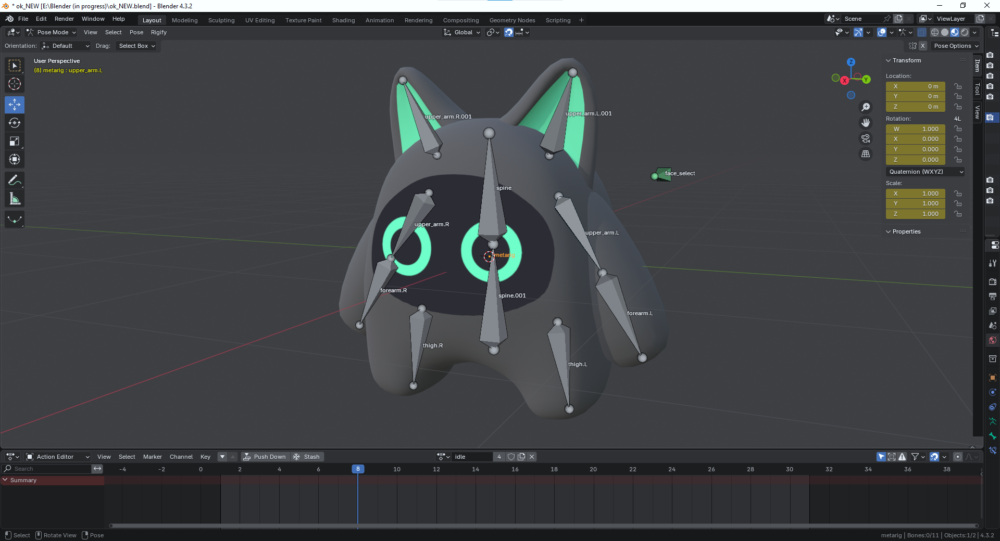 * ok_NEW [E:\Blender (in progress)\ok_NEW.blend] - Blender 4.3.2
File Edit Render Window Help Layout Modeling Sculpting UV Editing Texture Paint Shading Animation Rendering Compositing Geometry Nodes Scripting + Scene ViewLayer
Pose Mode View Select Pose Rigify Global
Orientation: Default Drag: Select Box X Pose Options
User Perspective
(8) metarig : upper_arm.L
Z
X
Y
Transform
Location:
X 0 m
Y 0 m
Z 0 m
Rotation: 4L
W 1.000
X 0.000
Y 0.000
Z 0.000
Quaternion (WXYZ)
Scale:
X 1.000
Y 1.000
Z 1.000
Properties
Item
Tool
View
upper_arm.R.001
upper_arm.L.001
face_select
spine
upper_arm.R
upper_arm.L
metarig
forearm.R
spine.001
forearm.L
thigh.R
thigh.L
Action Editor View Select Marker Channel Key Push Down Stash idle 4
Search -4 -2 0 2 4 6 8 10 12 14 16 18 20 22 24 26 28 30 32 34 36 38
Summary
Select Rotate View Pose metarig | Bones:0/11 | Objects:1/2 | 4.3.2